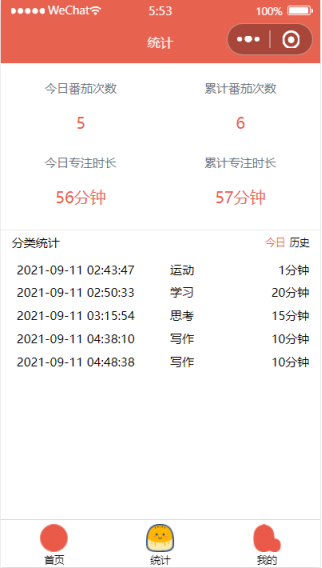 WeChat 5:53 100%
统计
今日番茄次数 累计番茄次数
5 6
今日专注时长 累计专注时长
56分钟 57分钟
分类统计 今日 历史
2021-09-11 02:43:47 运动 1分钟
2021-09-11 02:50:33 学习 20分钟
2021-09-11 03:15:54 思考 15分钟
2021-09-11 04:38:10 写作 10分钟
2021-09-11 04:48:38 写作 10分钟
首页 统计 我的